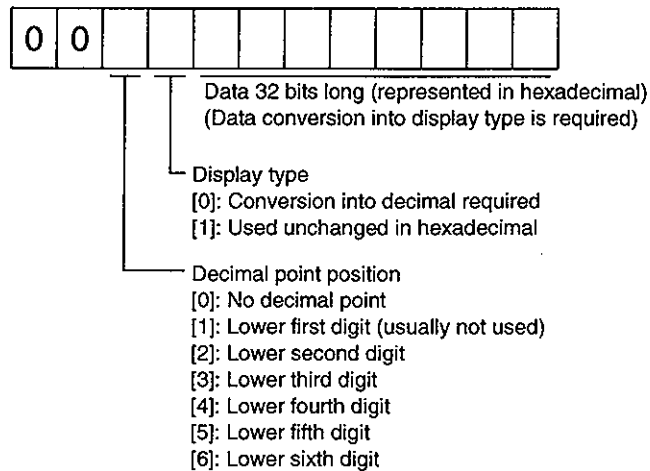 0 0
Data 32 bits long (represented in hexadecimal)
(Data conversion into display type is required)
Display type
[0]: Conversion into decimal required
[1]: Used unchanged in hexadecimal
Decimal point position
[0]: No decimal point
[1]: Lower first digit (usually not used)
[2]: Lower second digit
[3]: Lower third digit
[4]: Lower fourth digit
[5]: Lower fifth digit
[6]: Lower sixth digit